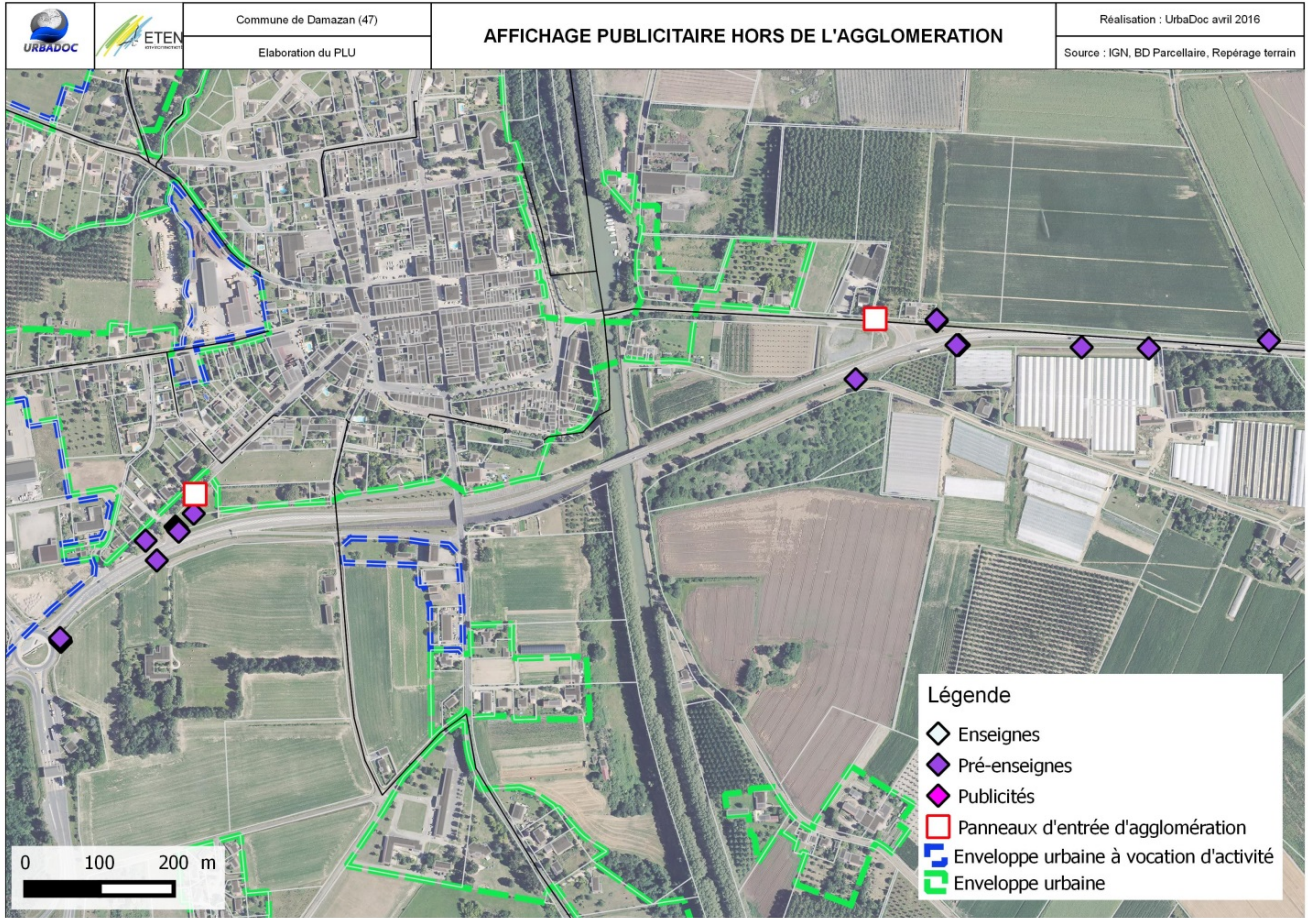 URBADOC
ETEN
Commune de Damazan (47)
Elaboration du PLU
AFFICHAGE PUBLICITAIRE HORS DE L'AGGLOMERATION
Réalisation : UrbaDoc avril 2016
Source : IGN, BD Parcellaire, Repérage terrain
Légende
Enseignes
Pré-enseignes
Publicités
Panneaux d'entrée d'agglomération
Enveloppe urbaine à vocation d'activité
Enveloppe urbaine
0 100 200 m